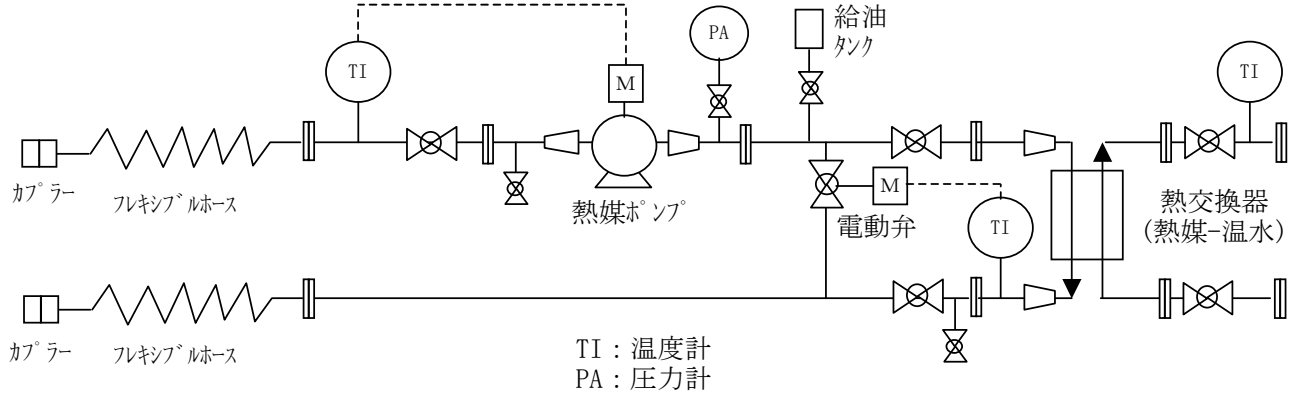 TI
M
PA
給油
タンク
TI
カプラー
フレキシブルホース
熱媒ポンプ
M
電動弁
TI
熱交換器
(熱媒-温水)
カプラー
フレキシブルホース
TI：温度計
PA：圧力計